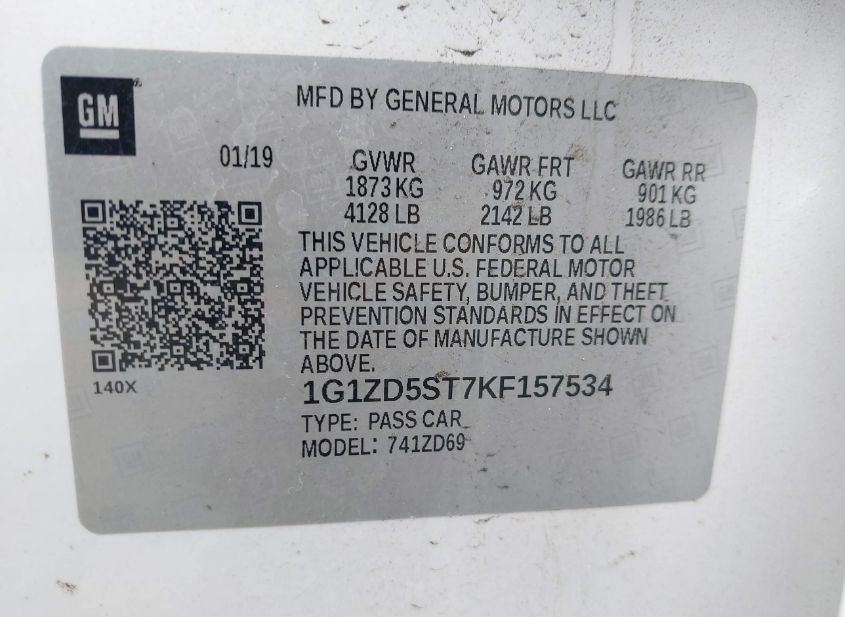 GM
MFD BY GENERAL MOTORS LLC
01/19 GVWR GAWR FRT GAWR RR
1873 KG 972 KG 901 KG
4128 LB 2142 LB 1986 LB
THIS VEHICLE CONFORMS TO ALL
APPLICABLE U.S. FEDERAL MOTOR
VEHICLE SAFETY, BUMPER, AND THEFT
PREVENTION STANDARDS IN EFFECT ON
THE DATE OF MANUFACTURE SHOWN
ABOVE.
140X
1G1ZD5ST7KF157534
TYPE: PASS CAR
MODEL: 741ZD69